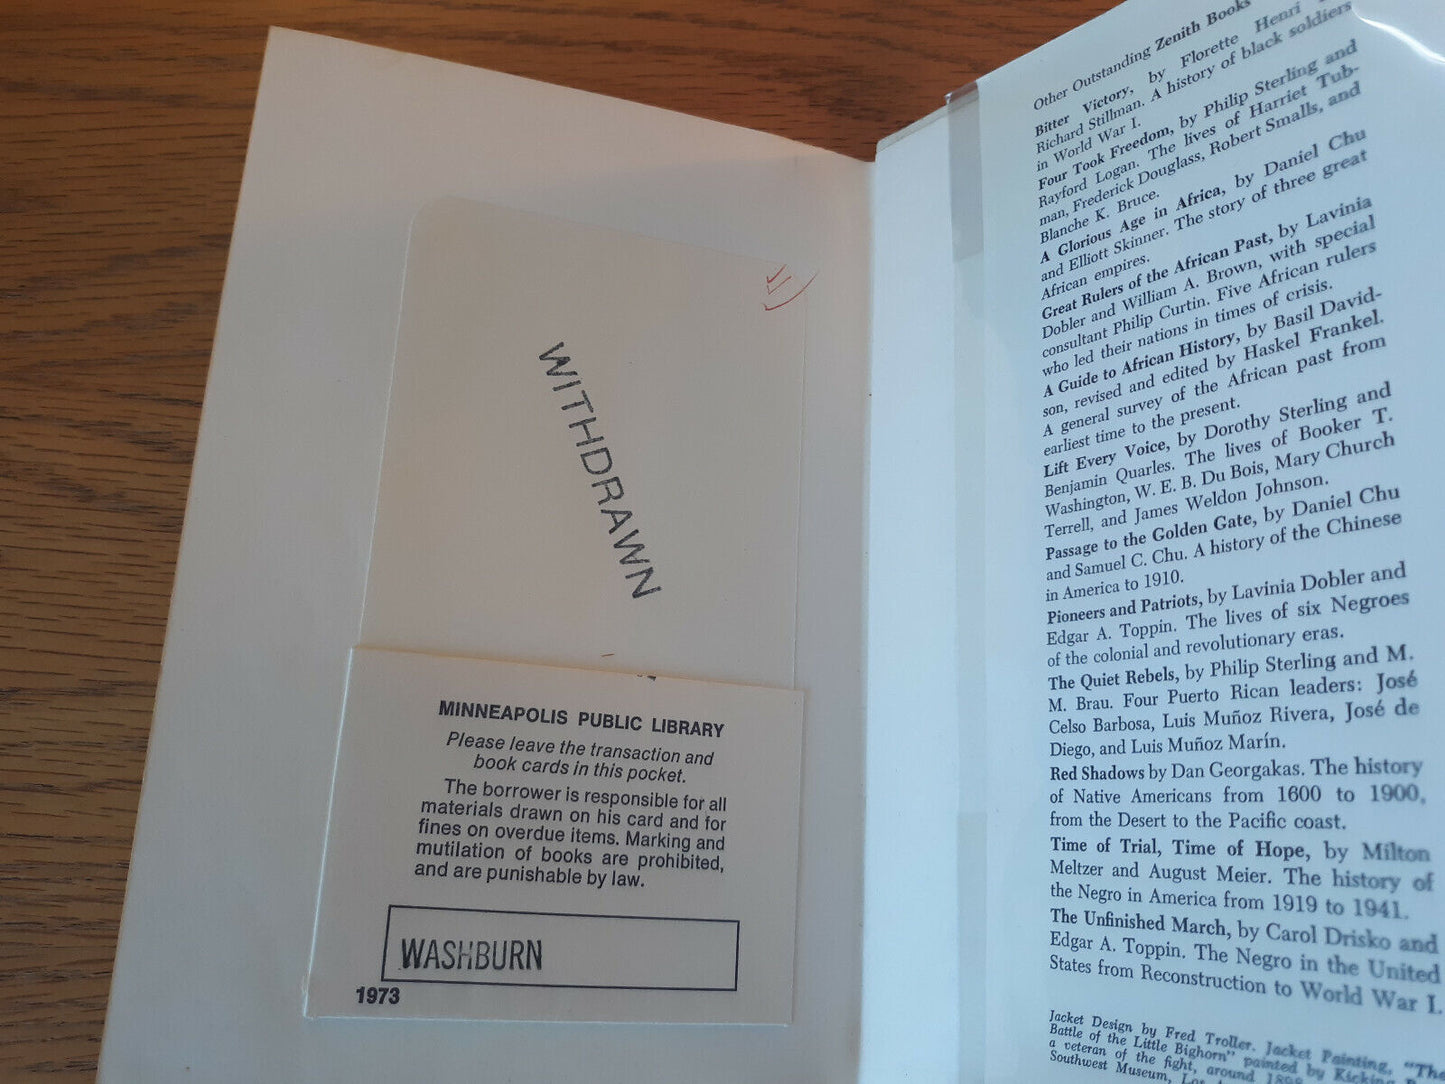 WITHDRAWN
MINNEAPOLIS PUBLIC LIBRARY
Please leave the transaction and
book cards in this pocket.
The borrower is responsible for all
materials drawn on his card and for
fines on overdue items. Marking and
mutilation of books are prohibited,
and are punishable by law.
WASHBURN
1973
Other Outstanding Zenith Books
Bitter Victory, by Florette Henri
Richard Stillman. A history of black soldiers
in World War I.
Four Took Freedom, by Philip Sterling and
Rayford Logan. The lives of Harriet Tub-
man, Frederick Douglass, Robert Smalls, and
Blanche K. Bruce.
A Glorious Age in Africa, by Daniel Chu
and Elliott Skinner. The story of three great
African empires.
Great Rulers of the African Past, by Lavinia
Dobler and William A. Brown, with special
consultant Philip Curtin. Five African rulers
who led their nations in times of crisis.
A Guide to African History, by Basil David-
son, revised and edited by Haskel Frankel.
A general survey of the African past from
earliest time to the present.
Lift Every Voice, by Dorothy Sterling and
Benjamin Quarles. The lives of Booker T.
Washington, W. E. B. Du Bois, Mary Church
Terrell, and James Weldon Johnson.
Passage to the Golden Gate, by Daniel Chu
and Samuel C. Chu. A history of the Chinese
in America to 1910.
Pioneers and Patriots, by Lavinia Dobler and
Edgar A. Toppin. The lives of six Negroes
of the colonial and revolutionary eras.
The Quiet Rebels, by Philip Sterling and M.
M. Brau. Four Puerto Rican leaders: José
Celso Barbosa, Luis Muñoz Rivera, José de
Diego, and Luis Muñoz Marín.
Red Shadows by Dan Georgakas. The history
of Native Americans from 1600 to 1900,
from the Desert to the Pacific coast.
Time of Trial, Time of Hope, by Milton
Meltzer and August Meier. The history of
the Negro in America from 1919 to 1941.
The Unfinished March, by Carol Drisko and
Edgar A. Toppin. The Negro in the United
States from Reconstruction to World War I.
Jacket Design by Fred Troller. Jacket Painting, "The
Battle of the Little Bighorn" painted by
a veteran of the fight, around
Southwest Museum,